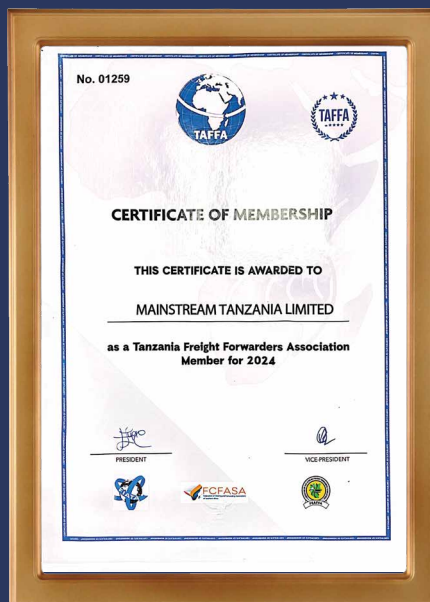 No. 01259
TAFFA
TAFFA
CERTIFICATE OF MEMBERSHIP
THIS CERTIFICATE IS AWARDED TO
MAINSTREAM TANZANIA LIMITED
as a Tanzania Freight Forwarders Association
Member for 2024
PRESIDENT
VICE-PRESIDENT
FCFASA